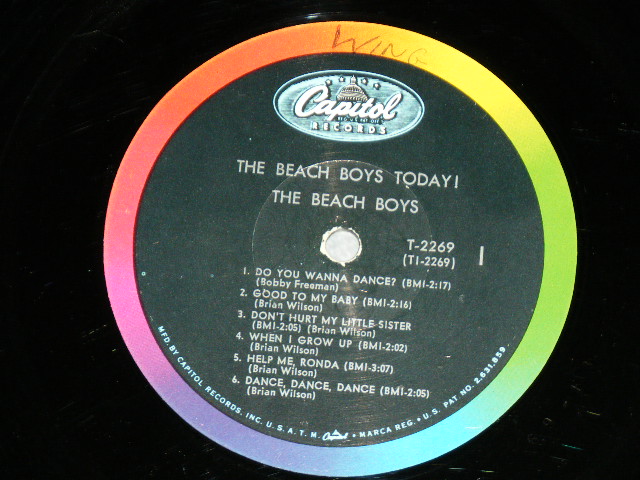 WING
Capitol
RECORDS
THE BEACH BOYS TODAY!
THE BEACH BOYS
T-2269
(T1-2269)
1
1. DO YOU WANNA DANCE? (BMI-2:17)
(Bobby Freeman)
2. GOOD TO MY BABY (BMI-2:16)
(Brian Wilson)
3. DON'T HURT MY LITTLE SISTER
(BMI-2:05) (Brian Wilson)
4. WHEN I GROW UP (BMI-2:02)
(Brian Wilson)
5. HELP ME, RONDA (BMI-3:07)
(Brian Wilson)
6. DANCE, DANCE, DANCE (BMI-2:05)
(Brian Wilson)
MFD. BY CAPITOL RECORDS, INC. U.S.A. T.M. Capitol • MARCA REG. • U.S. PAT. NO. 2,631,859.